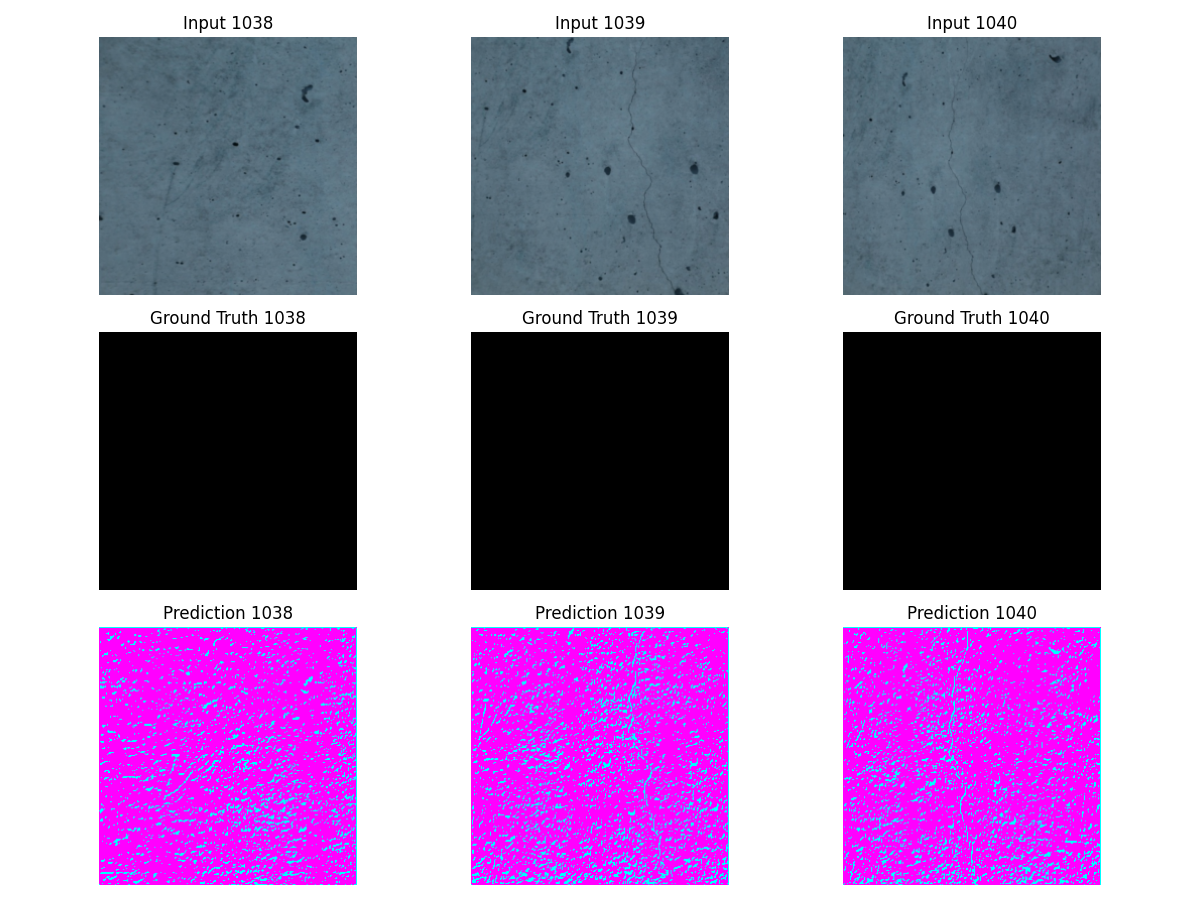 Input 1038
Input 1039
Input 1040
Ground Truth 1038
Ground Truth 1039
Ground Truth 1040
Prediction 1038
Prediction 1039
Prediction 1040